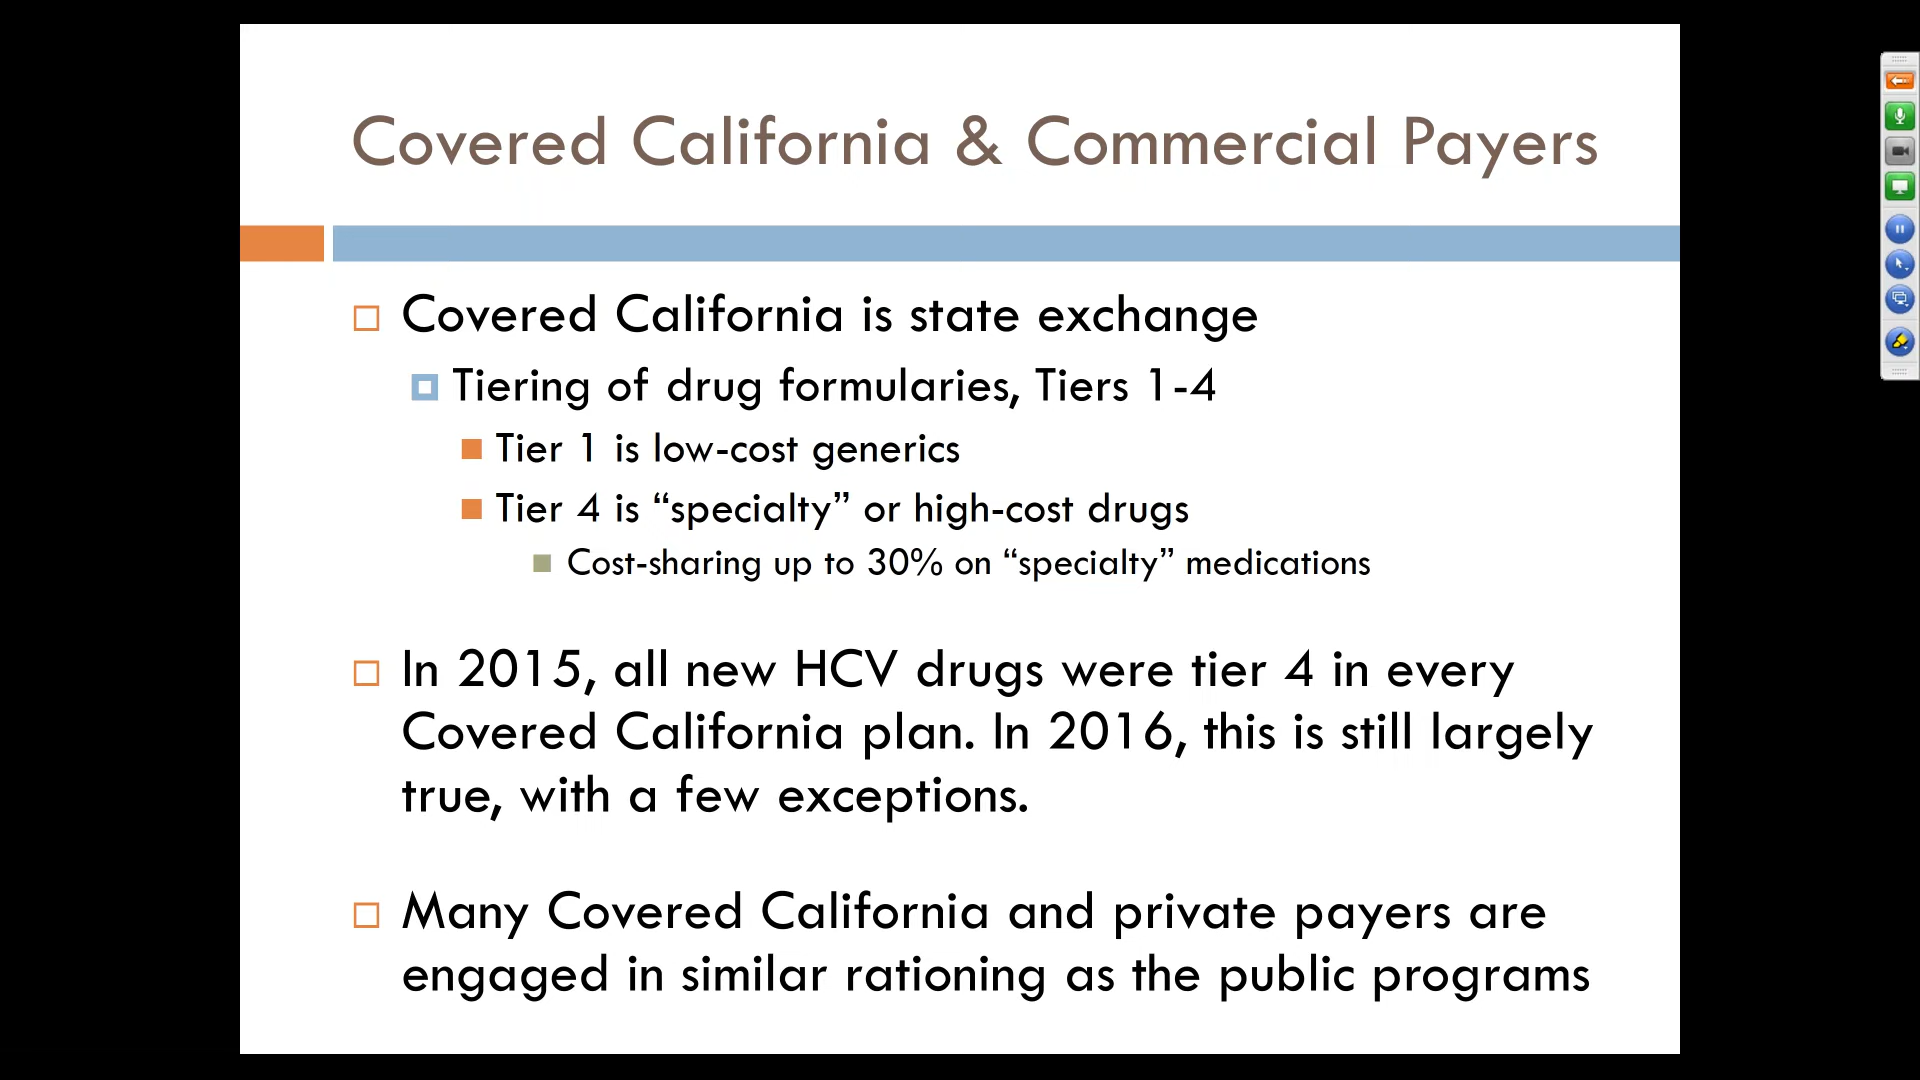 Covered California & Commercial Payers
Covered California is state exchange
Tiering of drug formularies, Tiers 1-4
Tier 1 is low-cost generics
Tier 4 is “specialty” or high-cost drugs
Cost-sharing up to 30% on “specialty” medications
In 2015, all new HCV drugs were tier 4 in every
Covered California plan. In 2016, this is still largely
true, with a few exceptions.
Many Covered California and private payers are
engaged in similar rationing as the public programs